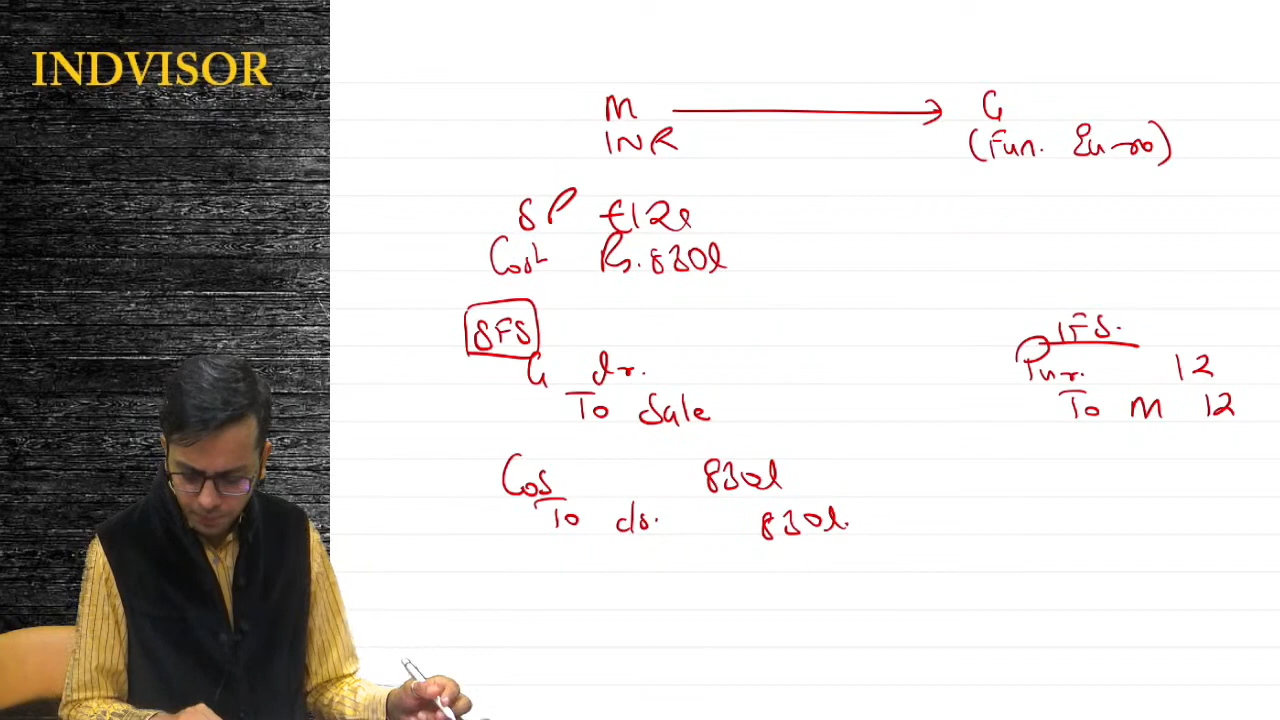 INDVISOR
M G
INR (Fun. Euro)
SP €12l
Cost Rs.830l
SFS
G dr.
To Sale
COS 830l
To cls. 830l.
IFS.
Pur. 12
To M 12